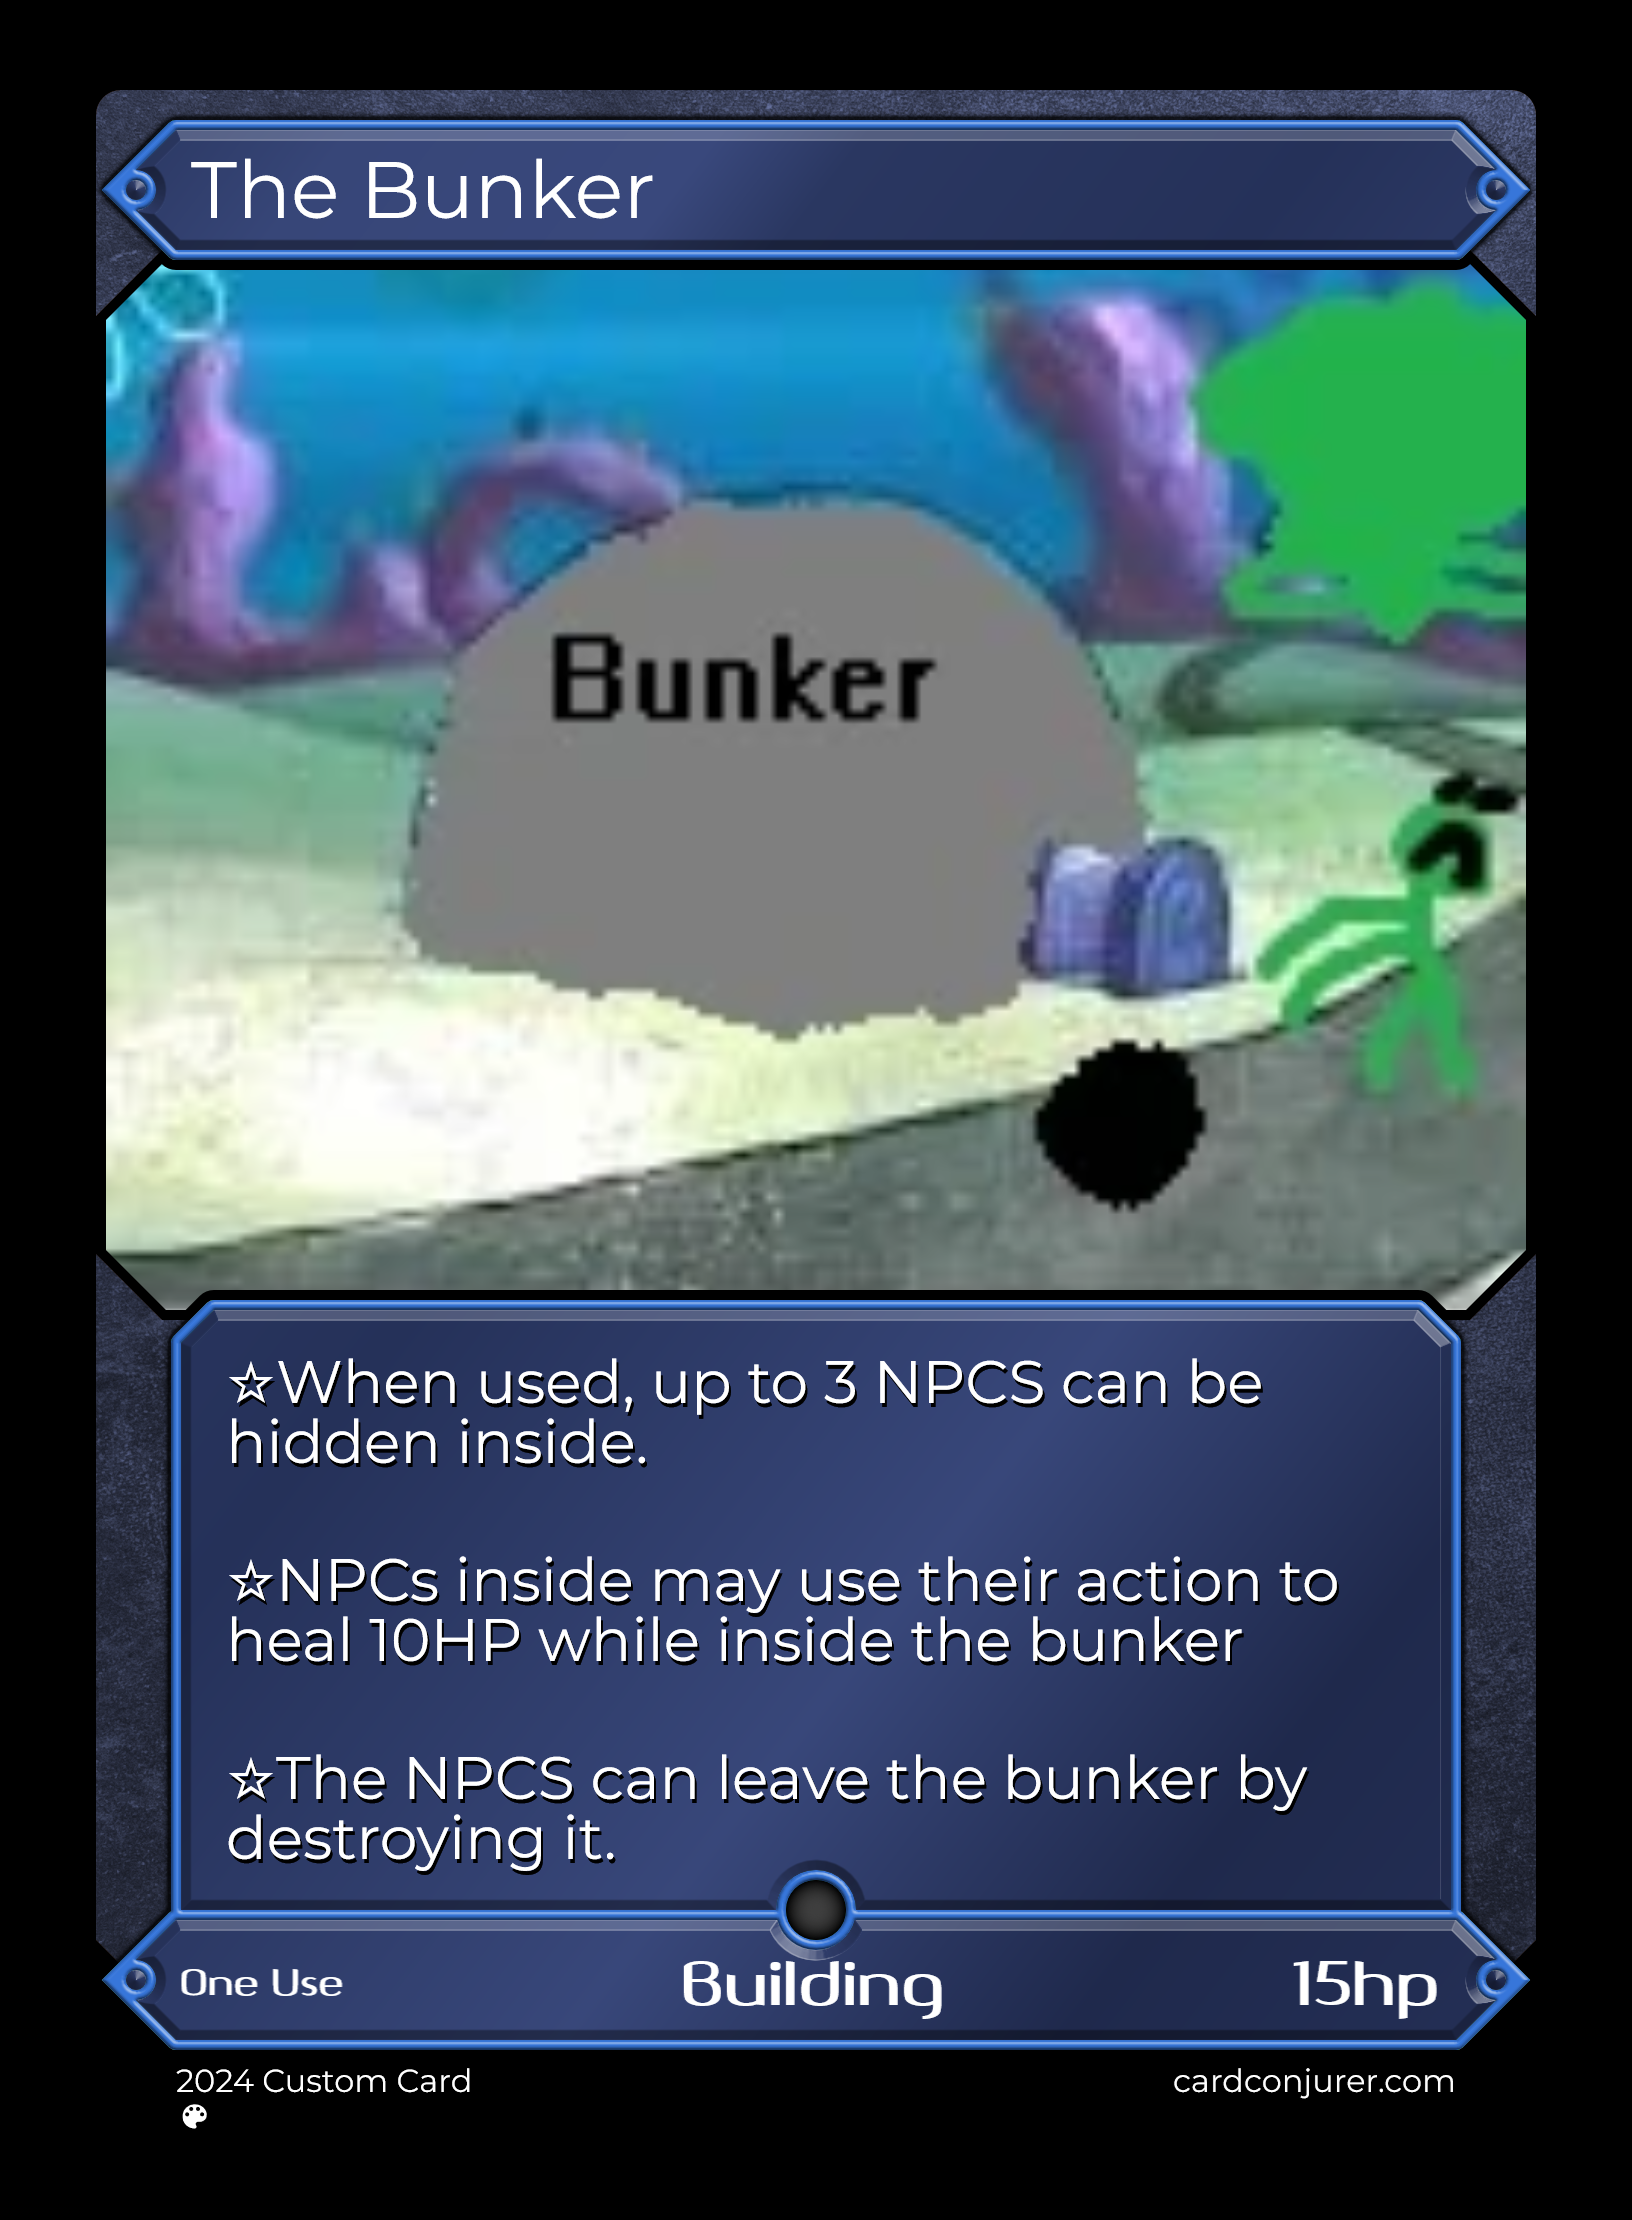 The Bunker
Bunker
☆When used, up to 3 NPCS can be
hidden inside.
☆NPCs inside may use their action to
heal 10HP while inside the bunker
☆The NPCS can leave the bunker by
destroying it.
One Use
Building
15hp
2024 Custom Card
cardconjurer.com